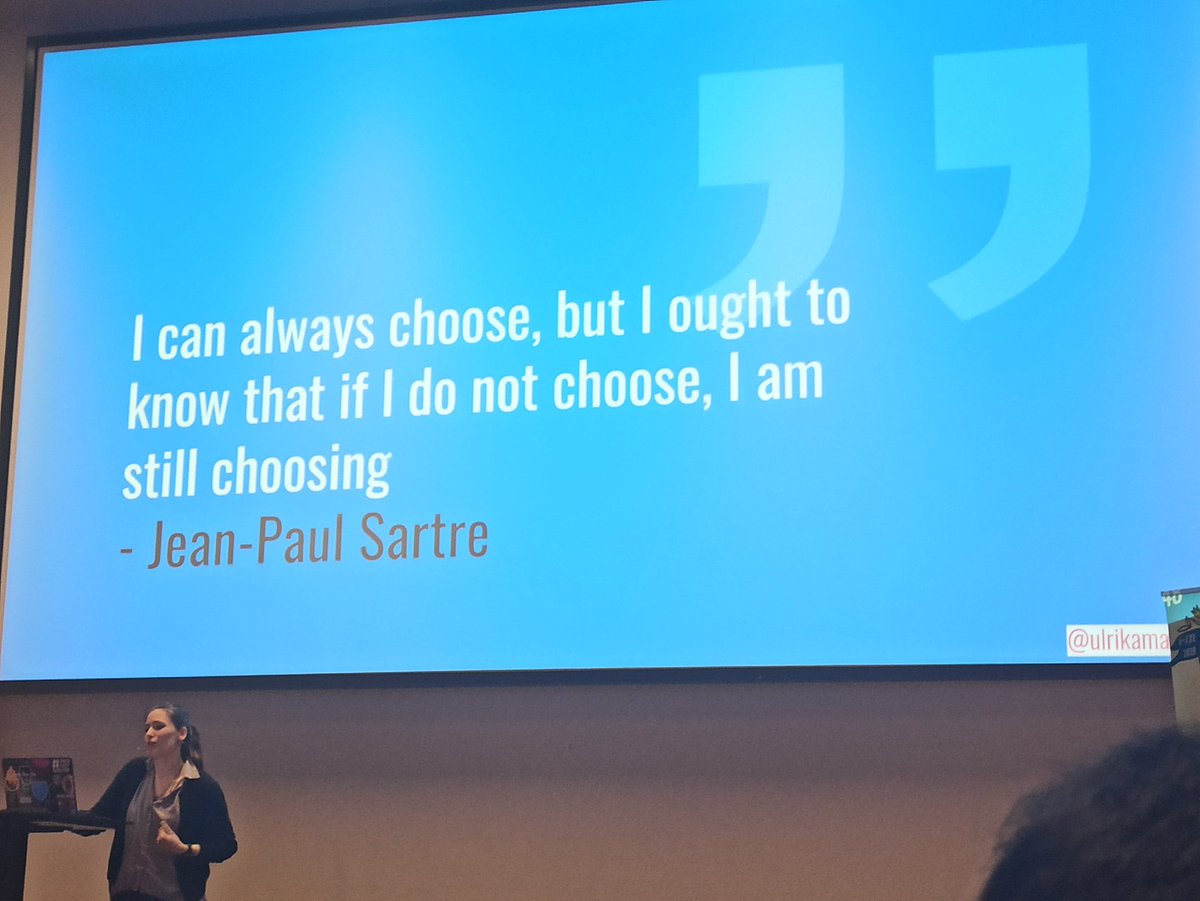 I can always choose, but I ought to
know that if I do not choose, I am
still choosing
- Jean-Paul Sartre
@ulrikama
40